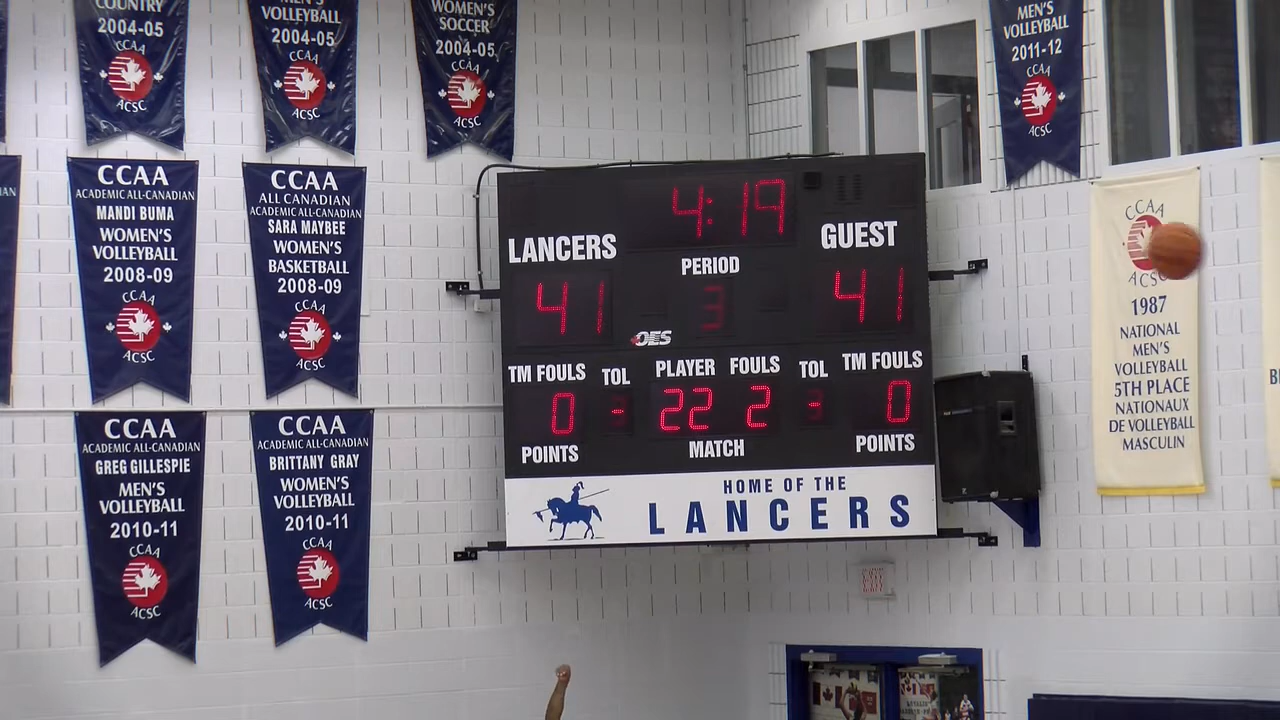 COUNTRY
2004-05
CCAA
ACSC
MEN'S
VOLLEYBALL
2004-05
CCAA
ACSC
WOMEN'S
SOCCER
2004-05
CCAA
ACSC
MEN'S
VOLLEYBALL
2011-12
CCAA
ACSC
CCAA
ACADEMIC ALL-CANADIAN
MANDI BUMA
WOMEN'S
VOLLEYBALL
2008-09
CCAA
ACSC
CCAA
ALL CANADIAN
ACADEMIC ALL-CANADIAN
SARA MAYBEE
WOMEN'S
BASKETBALL
2008-09
CCAA
ACSC
CCAA
ACADEMIC ALL-CANADIAN
GREG GILLESPIE
MEN'S
VOLLEYBALL
2010-11
CCAA
ACSC
CCAA
ACADEMIC ALL-CANADIAN
BRITTANY GRAY
WOMEN'S
VOLLEYBALL
2010-11
CCAA
ACSC
4:19
LANCERS
GUEST
PERIOD
41
3
41
OES
TM FOULS
TOL
PLAYER FOULS
TOL
TM FOULS
0
-
22 2
-
0
POINTS
MATCH
POINTS
HOME OF THE
LANCERS
CCAA
1987
NATIONAL
MEN'S
VOLLEYBALL
5TH PLACE
NATIONAUX
DE VOLLEYBALL
MASCULIN